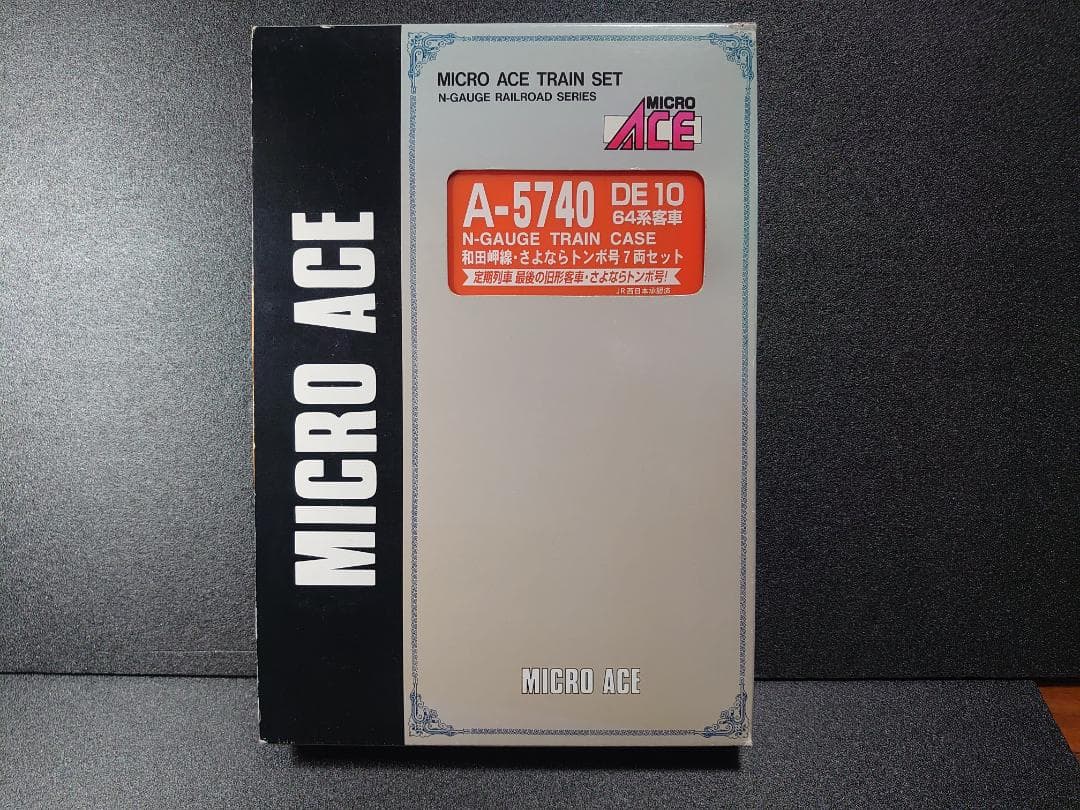 MICRO ACE
MICRO ACE TRAIN SET
N-GAUGE RAILROAD SERIES
MICRO
ACE
A-5740 DE10
64系客車
N-GAUGE TRAIN CASE
和田岬線・さよならトンボ号7両セット
定期列車 最後の旧形客車・さよならトンボ号!
JR西日本承認済
MICRO ACE